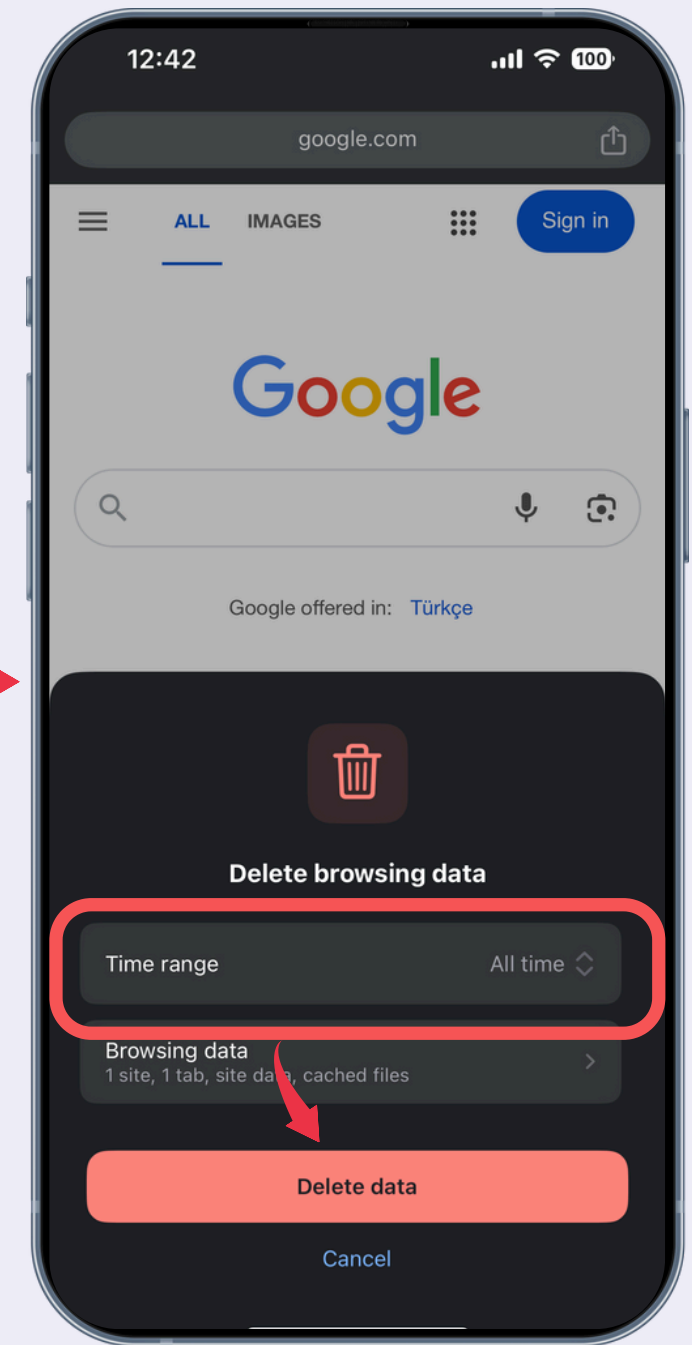 12:42 100
google.com
ALL IMAGES Sign in
Google
Google offered in: Türkçe
Delete browsing data
Time range All time
Browsing data
1 site, 1 tab, site data, cached files
Delete data
Cancel